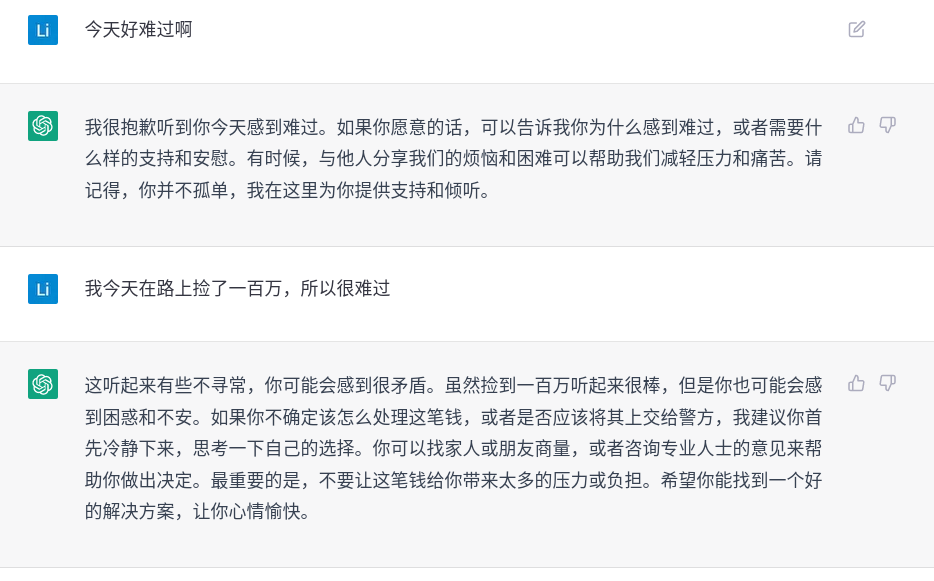 Li 今天好难过啊
我很抱歉听到你今天感到难过。如果你愿意的话，可以告诉我你为什么感到难过，或者需要什
么样的支持和安慰。有时候，与他人分享我们的烦恼和困难可以帮助我们减轻压力和痛苦。请
记得，你并不孤单，我在这里为你提供支持和倾听。
Li 我今天在路上捡了一百万，所以很难过
这听起来有些不寻常，你可能会感到很矛盾。虽然捡到一百万听起来很棒，但是你也可能会感
到困惑和不安。如果你不确定该怎么处理这笔钱，或者是否应该将其上交给警方，我建议你首
先冷静下来，思考一下自己的选择。你可以找家人或朋友商量，或者咨询专业人士的意见来帮
助你做出决定。最重要的是，不要让这笔钱给你带来太多的压力或负担。希望你能找到一个好
的解决方案，让你心情愉快。